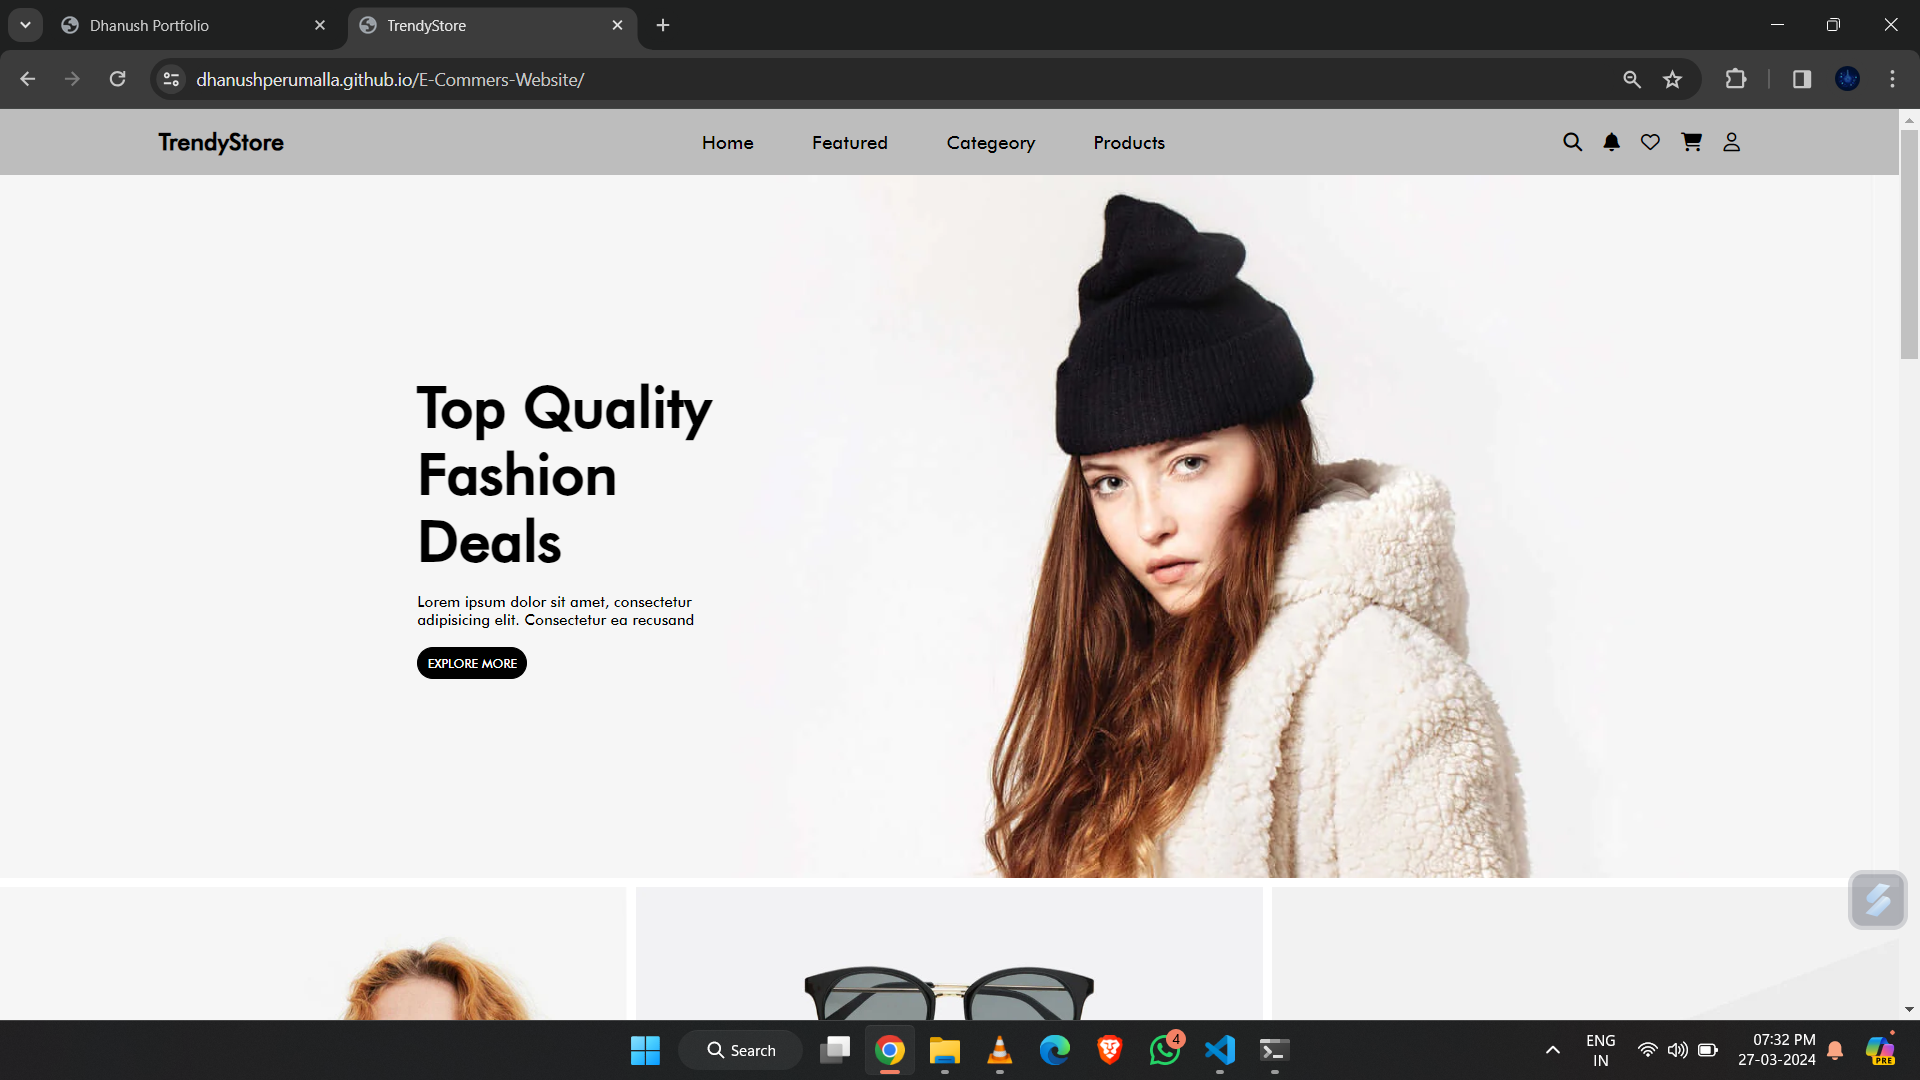 Dhanush Portfolio
TrendyStore
dhanushperumalla.github.io/E-Commers-Website/
TrendyStore
Home Featured Categeory Products
Top Quality
Fashion
Deals
Lorem ipsum dolor sit amet, consectetur
adipisicing elit. Consectetur ea recusand
EXPLORE MORE
Search
4
ENG
IN
07:32 PM
27-03-2024
PRE